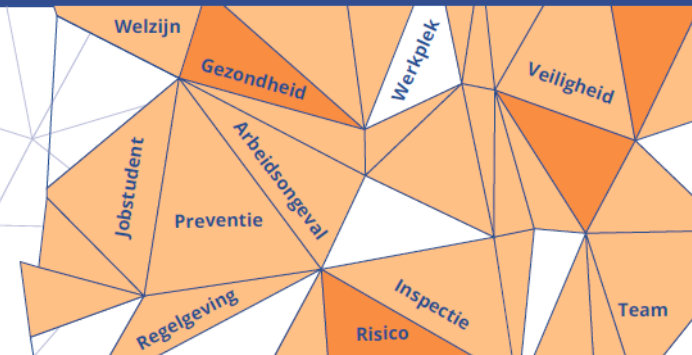 Welzijn
Gezondheid
Werkplek
Veiligheid
Jobstudent
Arbeidsongeval
Preventie
Regelgeving
Inspectie
Risico
Team